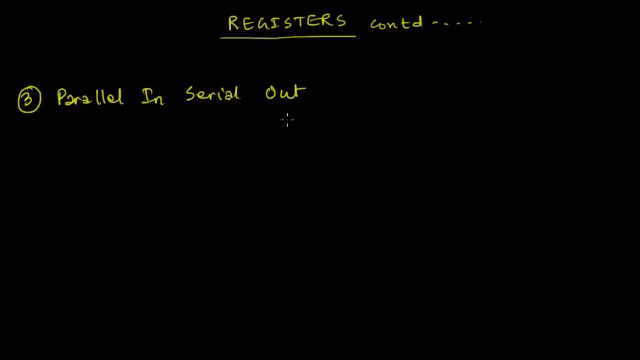 REGISTERS contd-----
③ Parallel In Serial Out